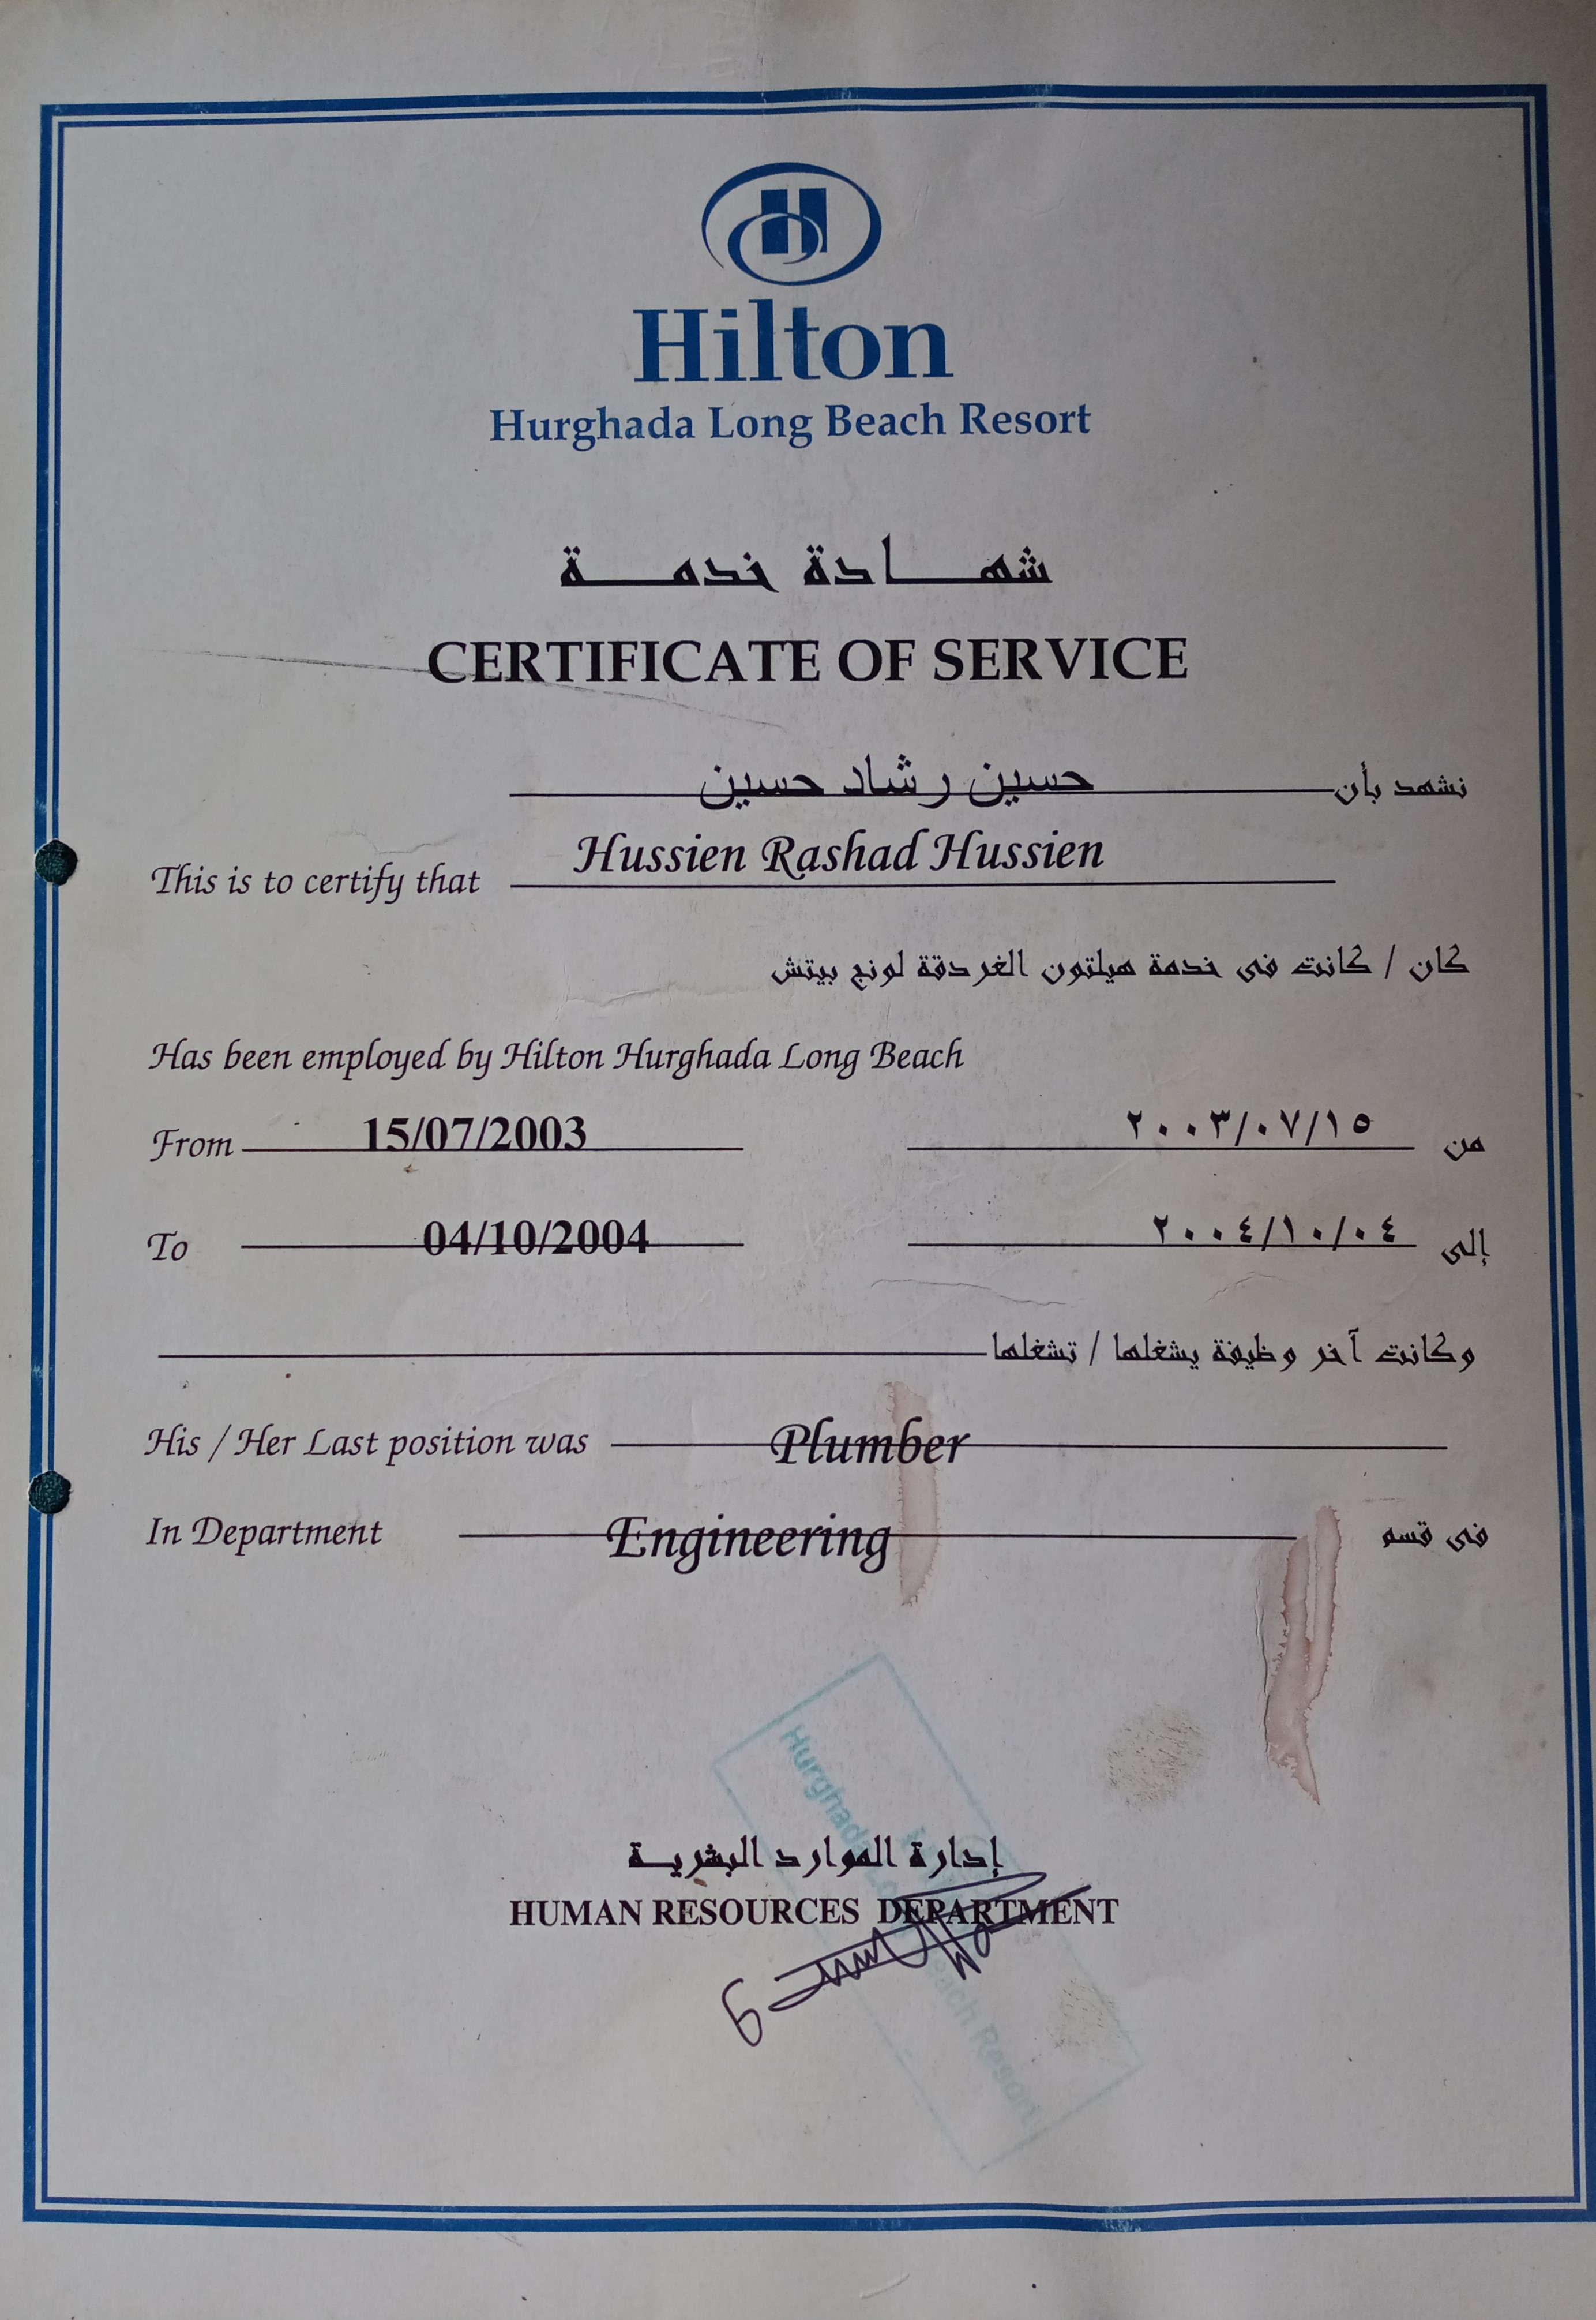 Hilton
Hurghada Long Beach Resort
شهـــادة خدمـــة
CERTIFICATE OF SERVICE
نشهد بأن حسين رشاد حسين
This is to certify that Hussien Rashad Hussien
كان / كانت فى خدمة هيلتون الغردقة لونج بيتش
Has been employed by Hilton Hurghada Long Beach
From 15/07/2003 من ٢٠٠٣/٠٧/١٥
To 04/10/2004 إلى ٢٠٠٤/١٠/٠٤
وكانت آخر وظيفة يشغلها / تشغلها
His / Her Last position was Plumber
In Department Engineering فى قسم
إدارة الموارد البشريـة
HUMAN RESOURCES DEPARTMENT
Hurghada Long Beach Resort